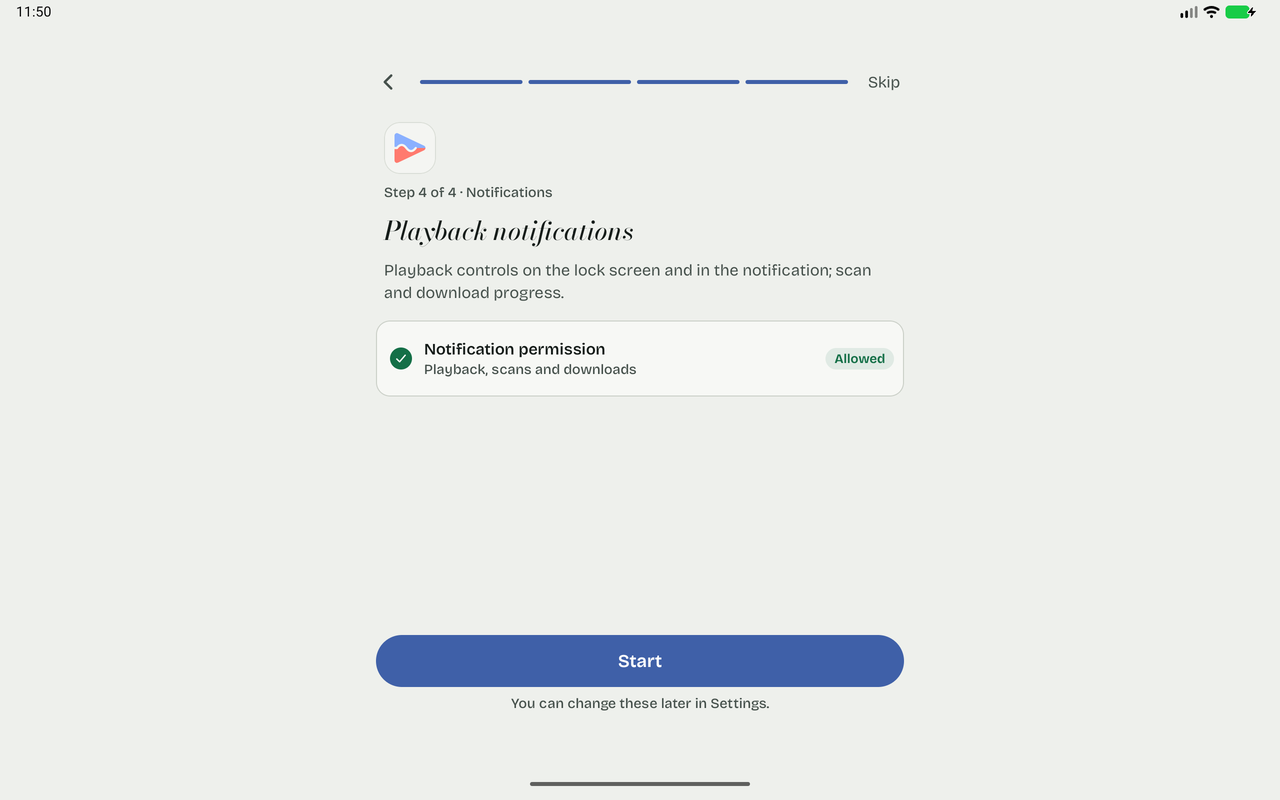 11:50
Skip
Step 4 of 4 · Notifications
Playback notifications
Playback controls on the lock screen and in the notification; scan
and download progress.
Notification permission
Playback, scans and downloads
Allowed
Start
You can change these later in Settings.